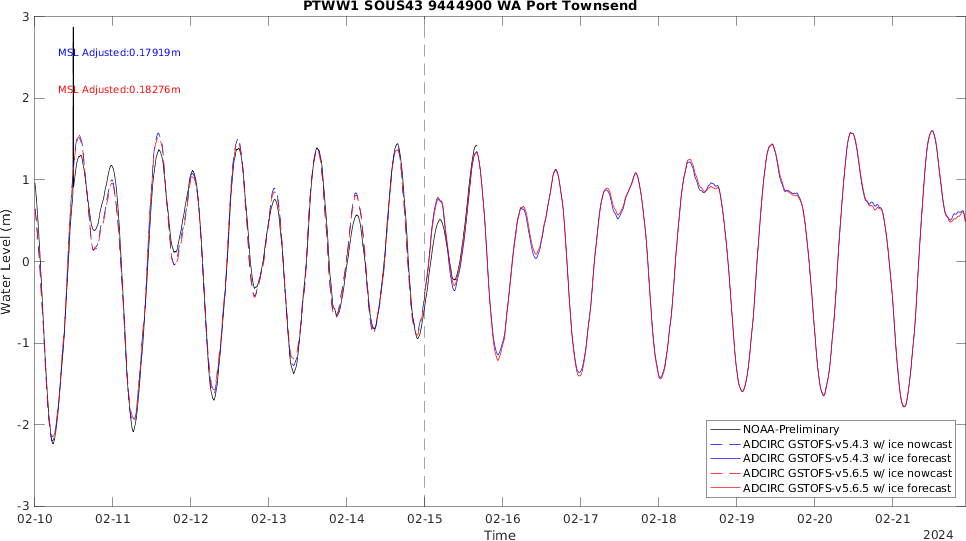 PTWW1 SOUS43 9444900 WA Port Townsend
3
MSL Adjusted:0.17919m
MSL Adjusted:0.18276m
2
1
0
-1
-2
-3
Water Level (m)
NOAA-Preliminary
ADCIRC GSTOFS-v5.4.3 w/ ice nowcast
ADCIRC GSTOFS-v5.4.3 w/ ice forecast
ADCIRC GSTOFS-v5.6.5 w/ ice nowcast
ADCIRC GSTOFS-v5.6.5 w/ ice forecast
02-10 02-11 02-12 02-13 02-14 02-15 02-16 02-17 02-18 02-19 02-20 02-21
Time
2024